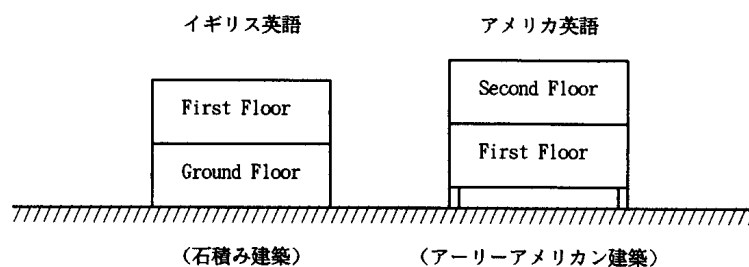 イギリス英語
アメリカ英語
First Floor
Ground Floor
Second Floor
First Floor
(石積み建築)
(アーリーアメリカン建築)